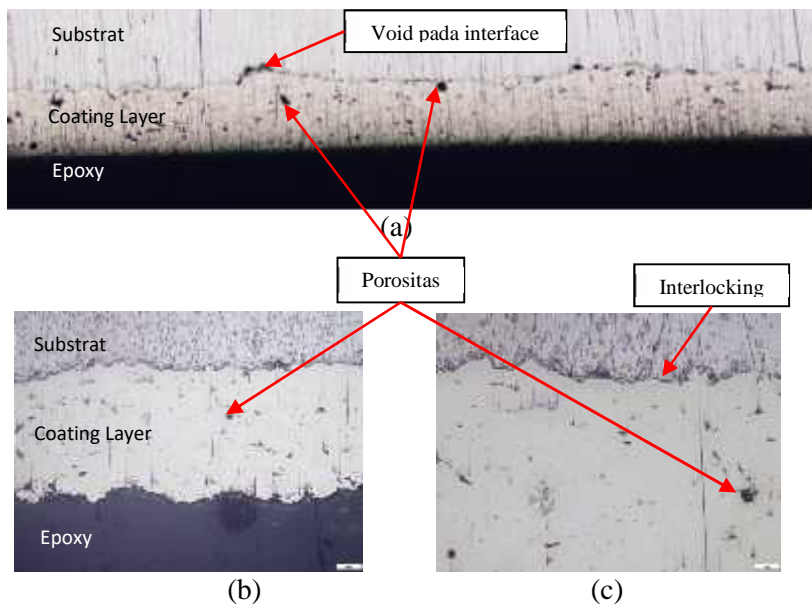 Substrat
Void pada interface
Coating Layer
Epoxy
(a)
Porositas
Interlocking
Substrat
Coating Layer
Epoxy
(b)
(c)